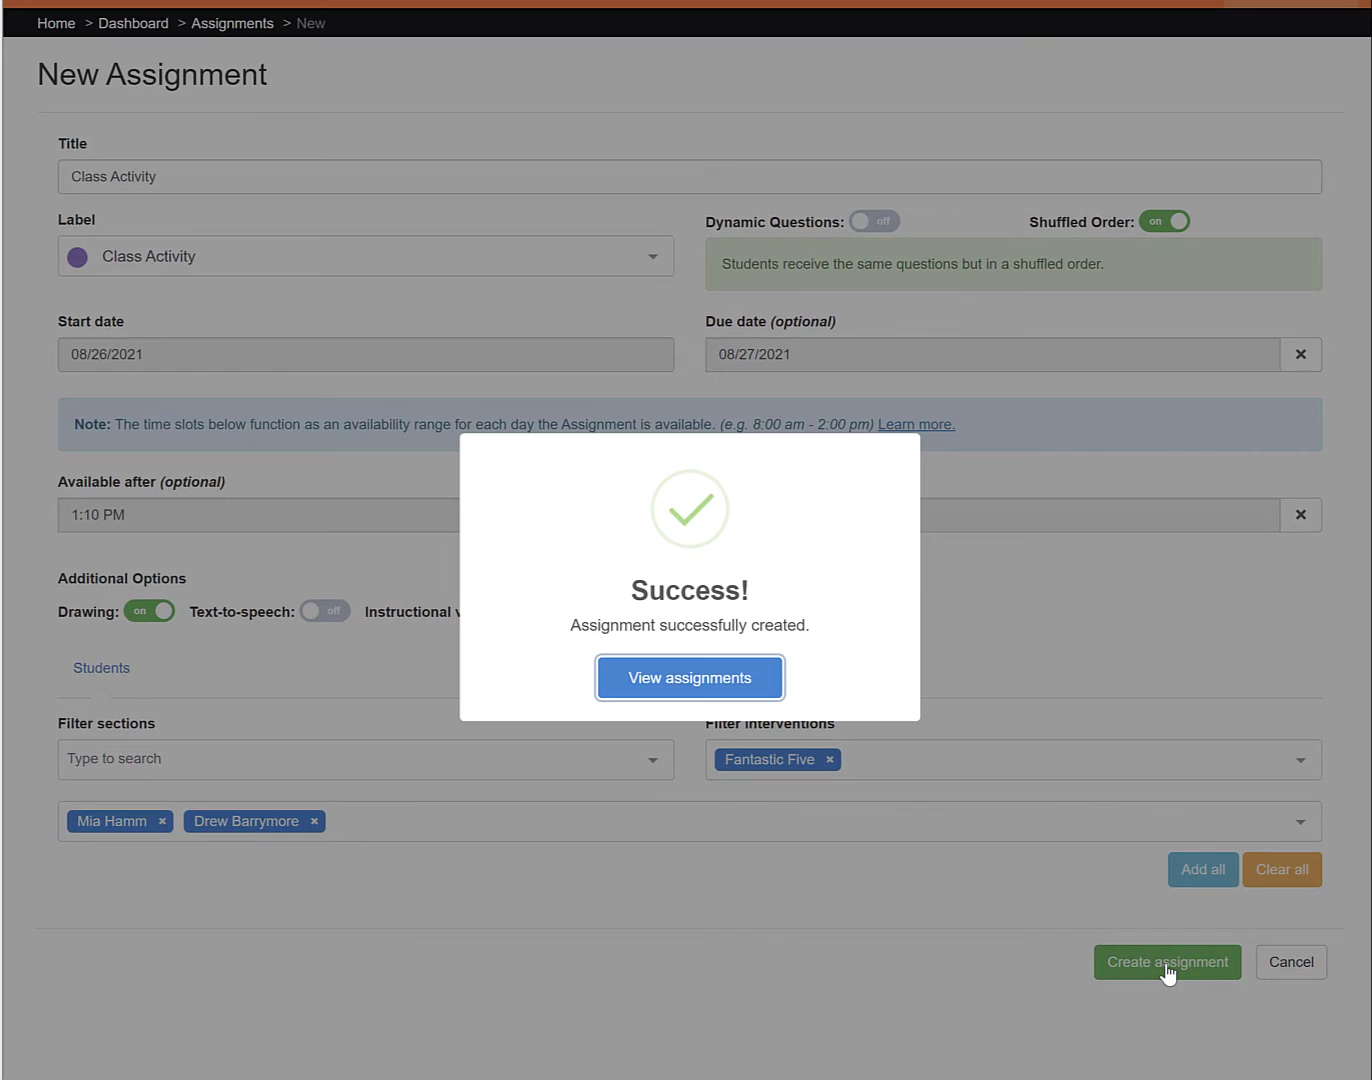 Home > Dashboard > Assignments > New
New Assignment
Title
Class Activity
Label
Dynamic Questions: off
Shuffled Order: on
Class Activity
Students receive the same questions but in a shuffled order.
Start date
Due date (optional)
08/26/2021
08/27/2021
Note: The time slots below function as an availability range for each day the Assignment is available. (e.g. 8:00 am - 2:00 pm) Learn more.
Available after (optional)
1:10 PM
Success!
Assignment successfully created.
View assignments
Additional Options
Drawing: on Text-to-speech: off Instructional
Students
Filter sections
Filter interventions
Type to search
Fantastic Five ×
Mia Hamm × Drew Barrymore ×
Add all
Clear all
Create assignment
Cancel